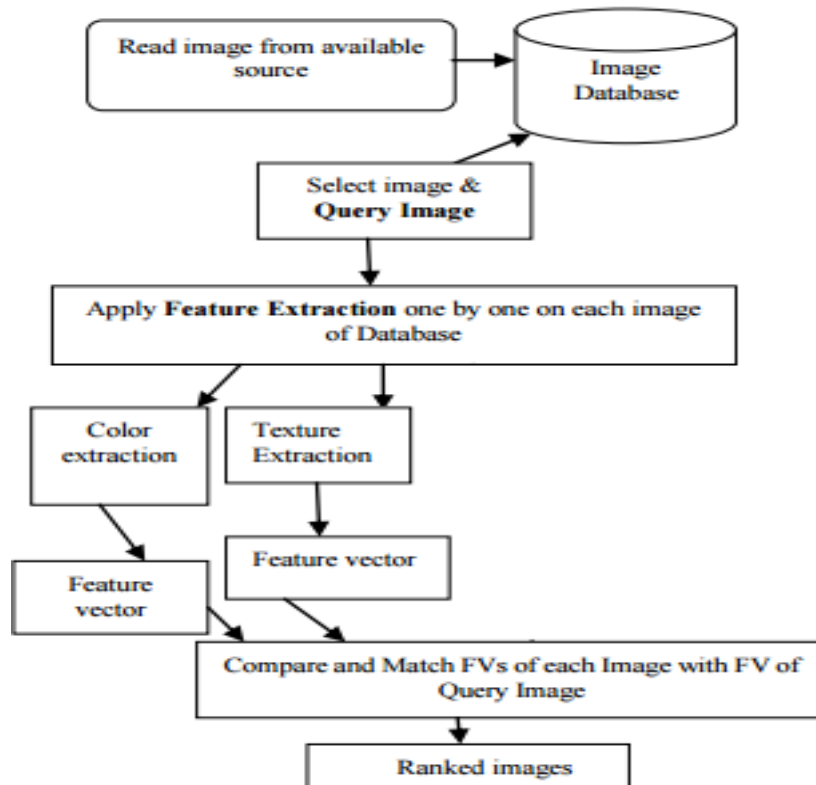 Read image from available
source
Image
Database
Select image &
Query Image
Apply Feature Extraction one by one on each image
of Database
Color
extraction
Texture
Extraction
Feature vector
Feature
vector
Compare and Match FVs of each Image with FV of
Query Image
Ranked images